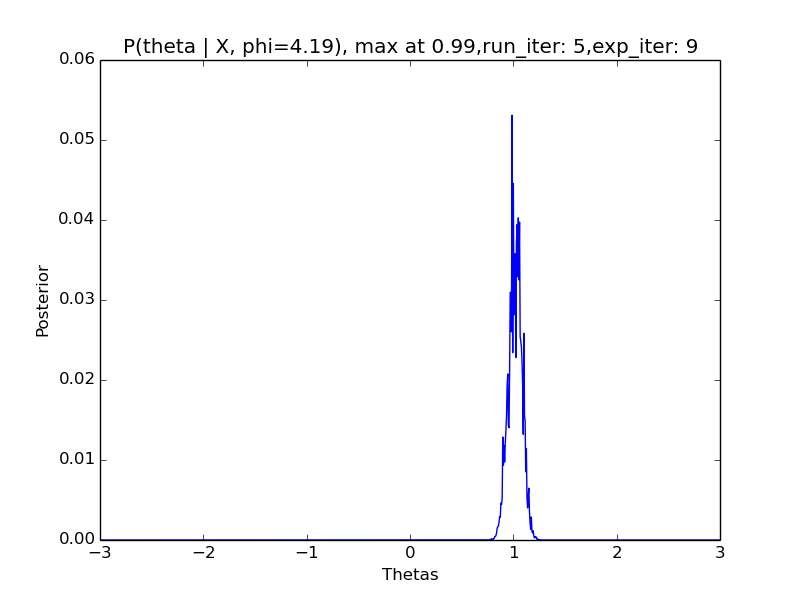 P(theta | X, phi=4.19), max at 0.99,run_iter: 5,exp_iter: 9
0.06
0.05
0.04
0.03
0.02
0.01
0.00
Posterior
−3 −2 −1 0 1 2 3
Thetas